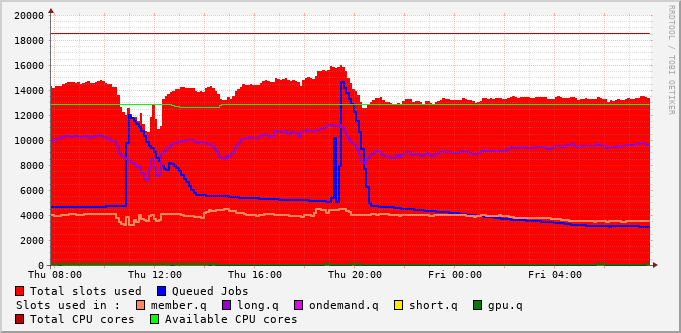 RRDTOOL / TOBI OETIKER
20000
18000
16000
14000
12000
10000
8000
6000
4000
2000
0
Thu 08:00 Thu 12:00 Thu 16:00 Thu 20:00 Fri 00:00 Fri 04:00
Total slots used Queued Jobs
Slots used in : member.q long.q ondemand.q short.q gpu.q
Total CPU cores Available CPU cores